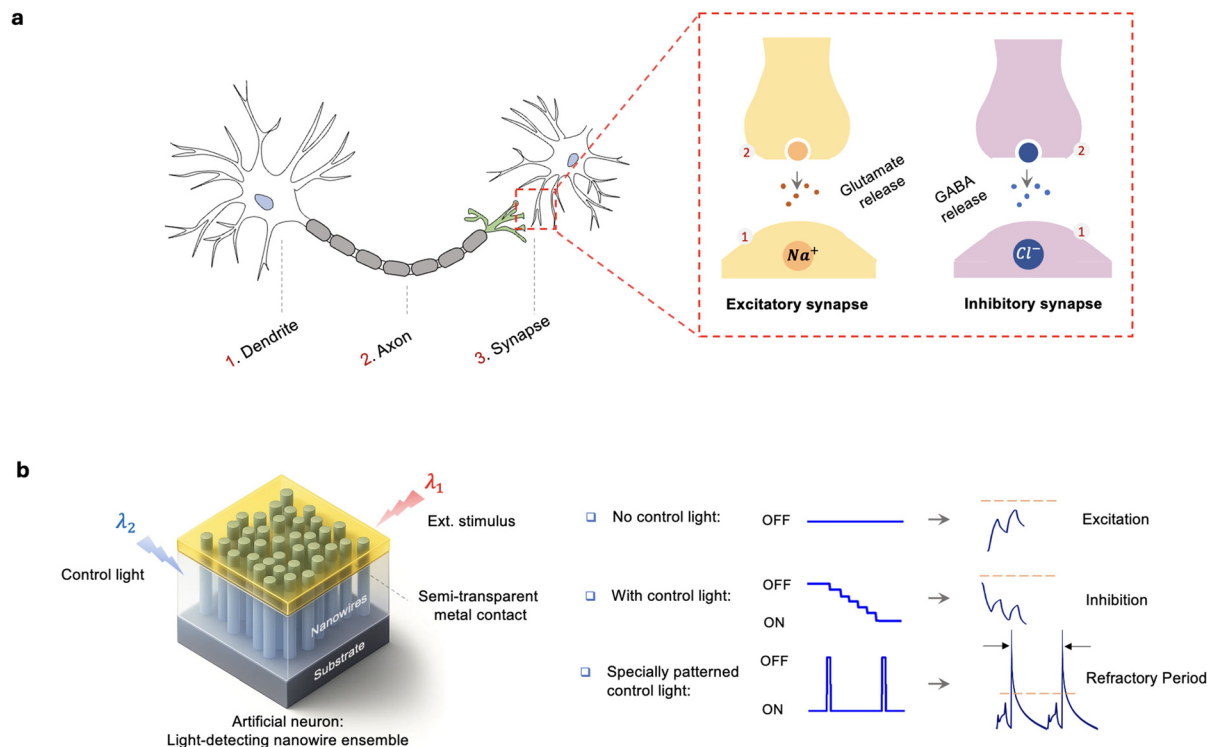 a
2
2
Glutamate
release
GABA
release
1
Na⁺
1
Cl⁻
Excitatory synapse
Inhibitory synapse
1. Dendrite
2. Axon
3. Synapse
b
λ₁
λ₂
Ext. stimulus
Control light
Semi-transparent
metal contact
Nanowires
Substrate
Artificial neuron:
Light-detecting nanowire ensemble
No control light:
OFF
Excitation
With control light:
OFF
ON
Inhibition
Specially patterned
control light:
OFF
ON
Refractory Period